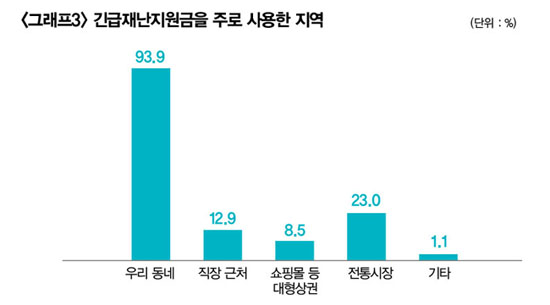 <그래프3> 긴급재난지원금을 주로 사용한 지역
(단위 : %)
93.9
12.9
8.5
23.0
1.1
우리 동네
직장 근처
쇼핑몰 등
대형상권
전통시장
기타